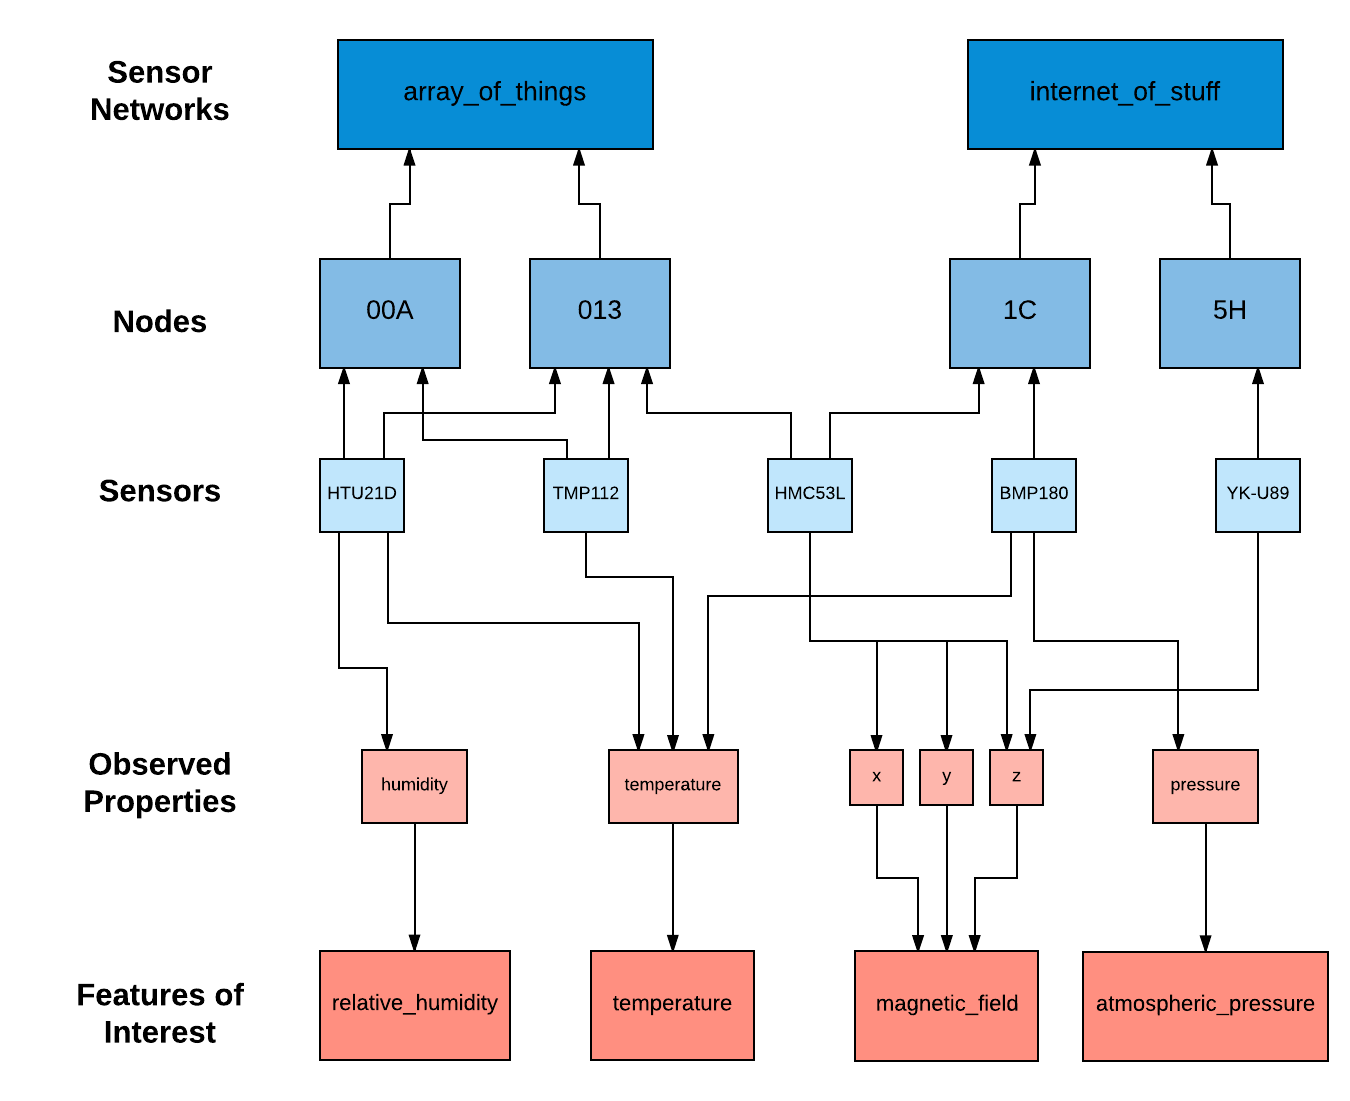 Sensor
Networks
array_of_things
internet_of_stuff
Nodes
00A
013
1C
5H
Sensors
HTU21D
TMP112
HMC53L
BMP180
YK-U89
Observed
Properties
humidity
temperature
x
y
z
pressure
Features of
Interest
relative_humidity
temperature
magnetic_field
atmospheric_pressure